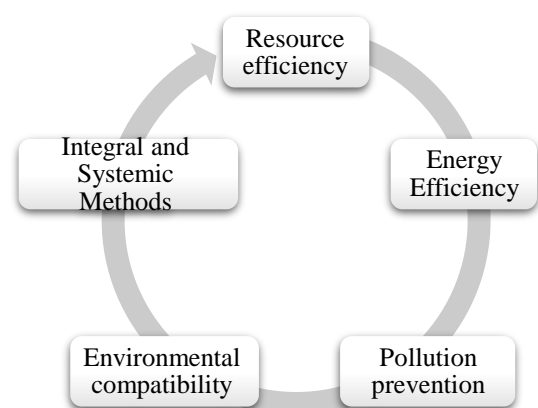 Resource
efficiency
Energy
Efficiency
Pollution
prevention
Environmental
compatibility
Integral and
Systemic
Methods